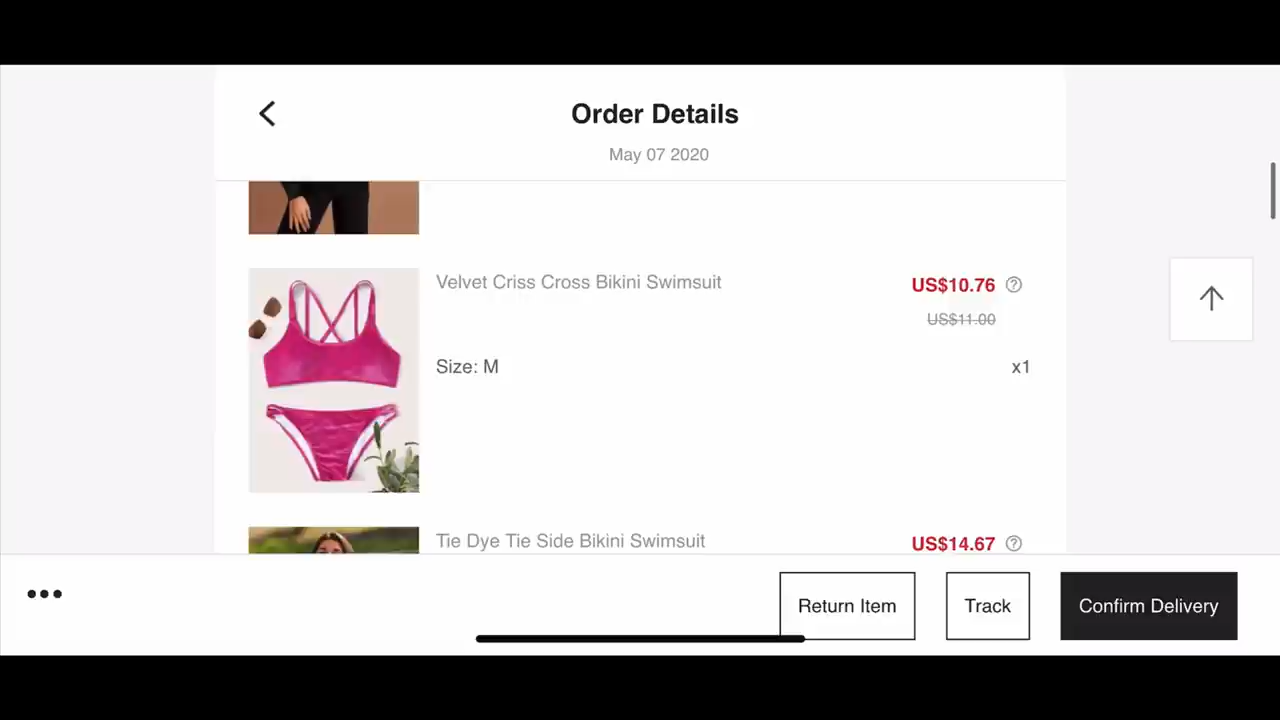 Order Details
May 07 2020
Velvet Criss Cross Bikini Swimsuit
US$10.76 ?
US$11.00
Size: M
x1
Tie Dye Tie Side Bikini Swimsuit
US$14.67 ?
Return Item
Track
Confirm Delivery